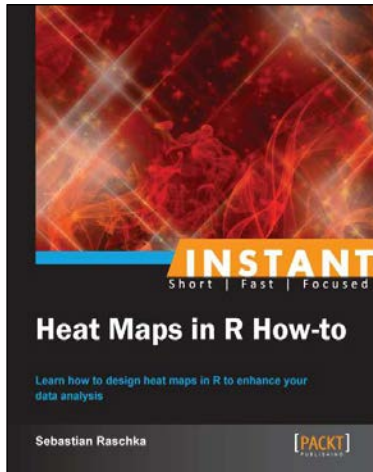 INSTANT
Short | Fast | Focused
Heat Maps in R How-to
Learn how to design heat maps in R to enhance your
data analysis
Sebastian Raschka
[PACKT]
PUBLISHING